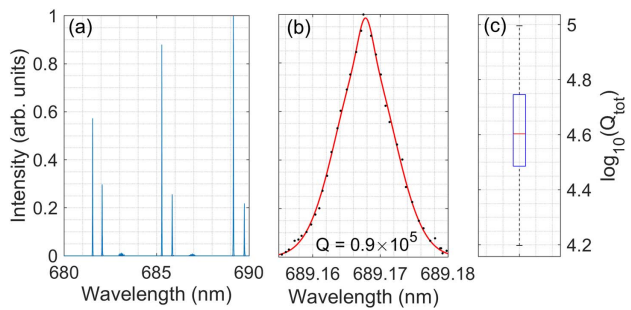 (a)
Intensity (arb. units)
1
0.8
0.6
0.4
0.2
0
680
685
690
Wavelength (nm)
(b)
Q = 0.9×10^5
689.16
689.17
689.18
Wavelength (nm)
(c)
5
4.8
4.6
4.4
4.2
log_10(Q_tot)